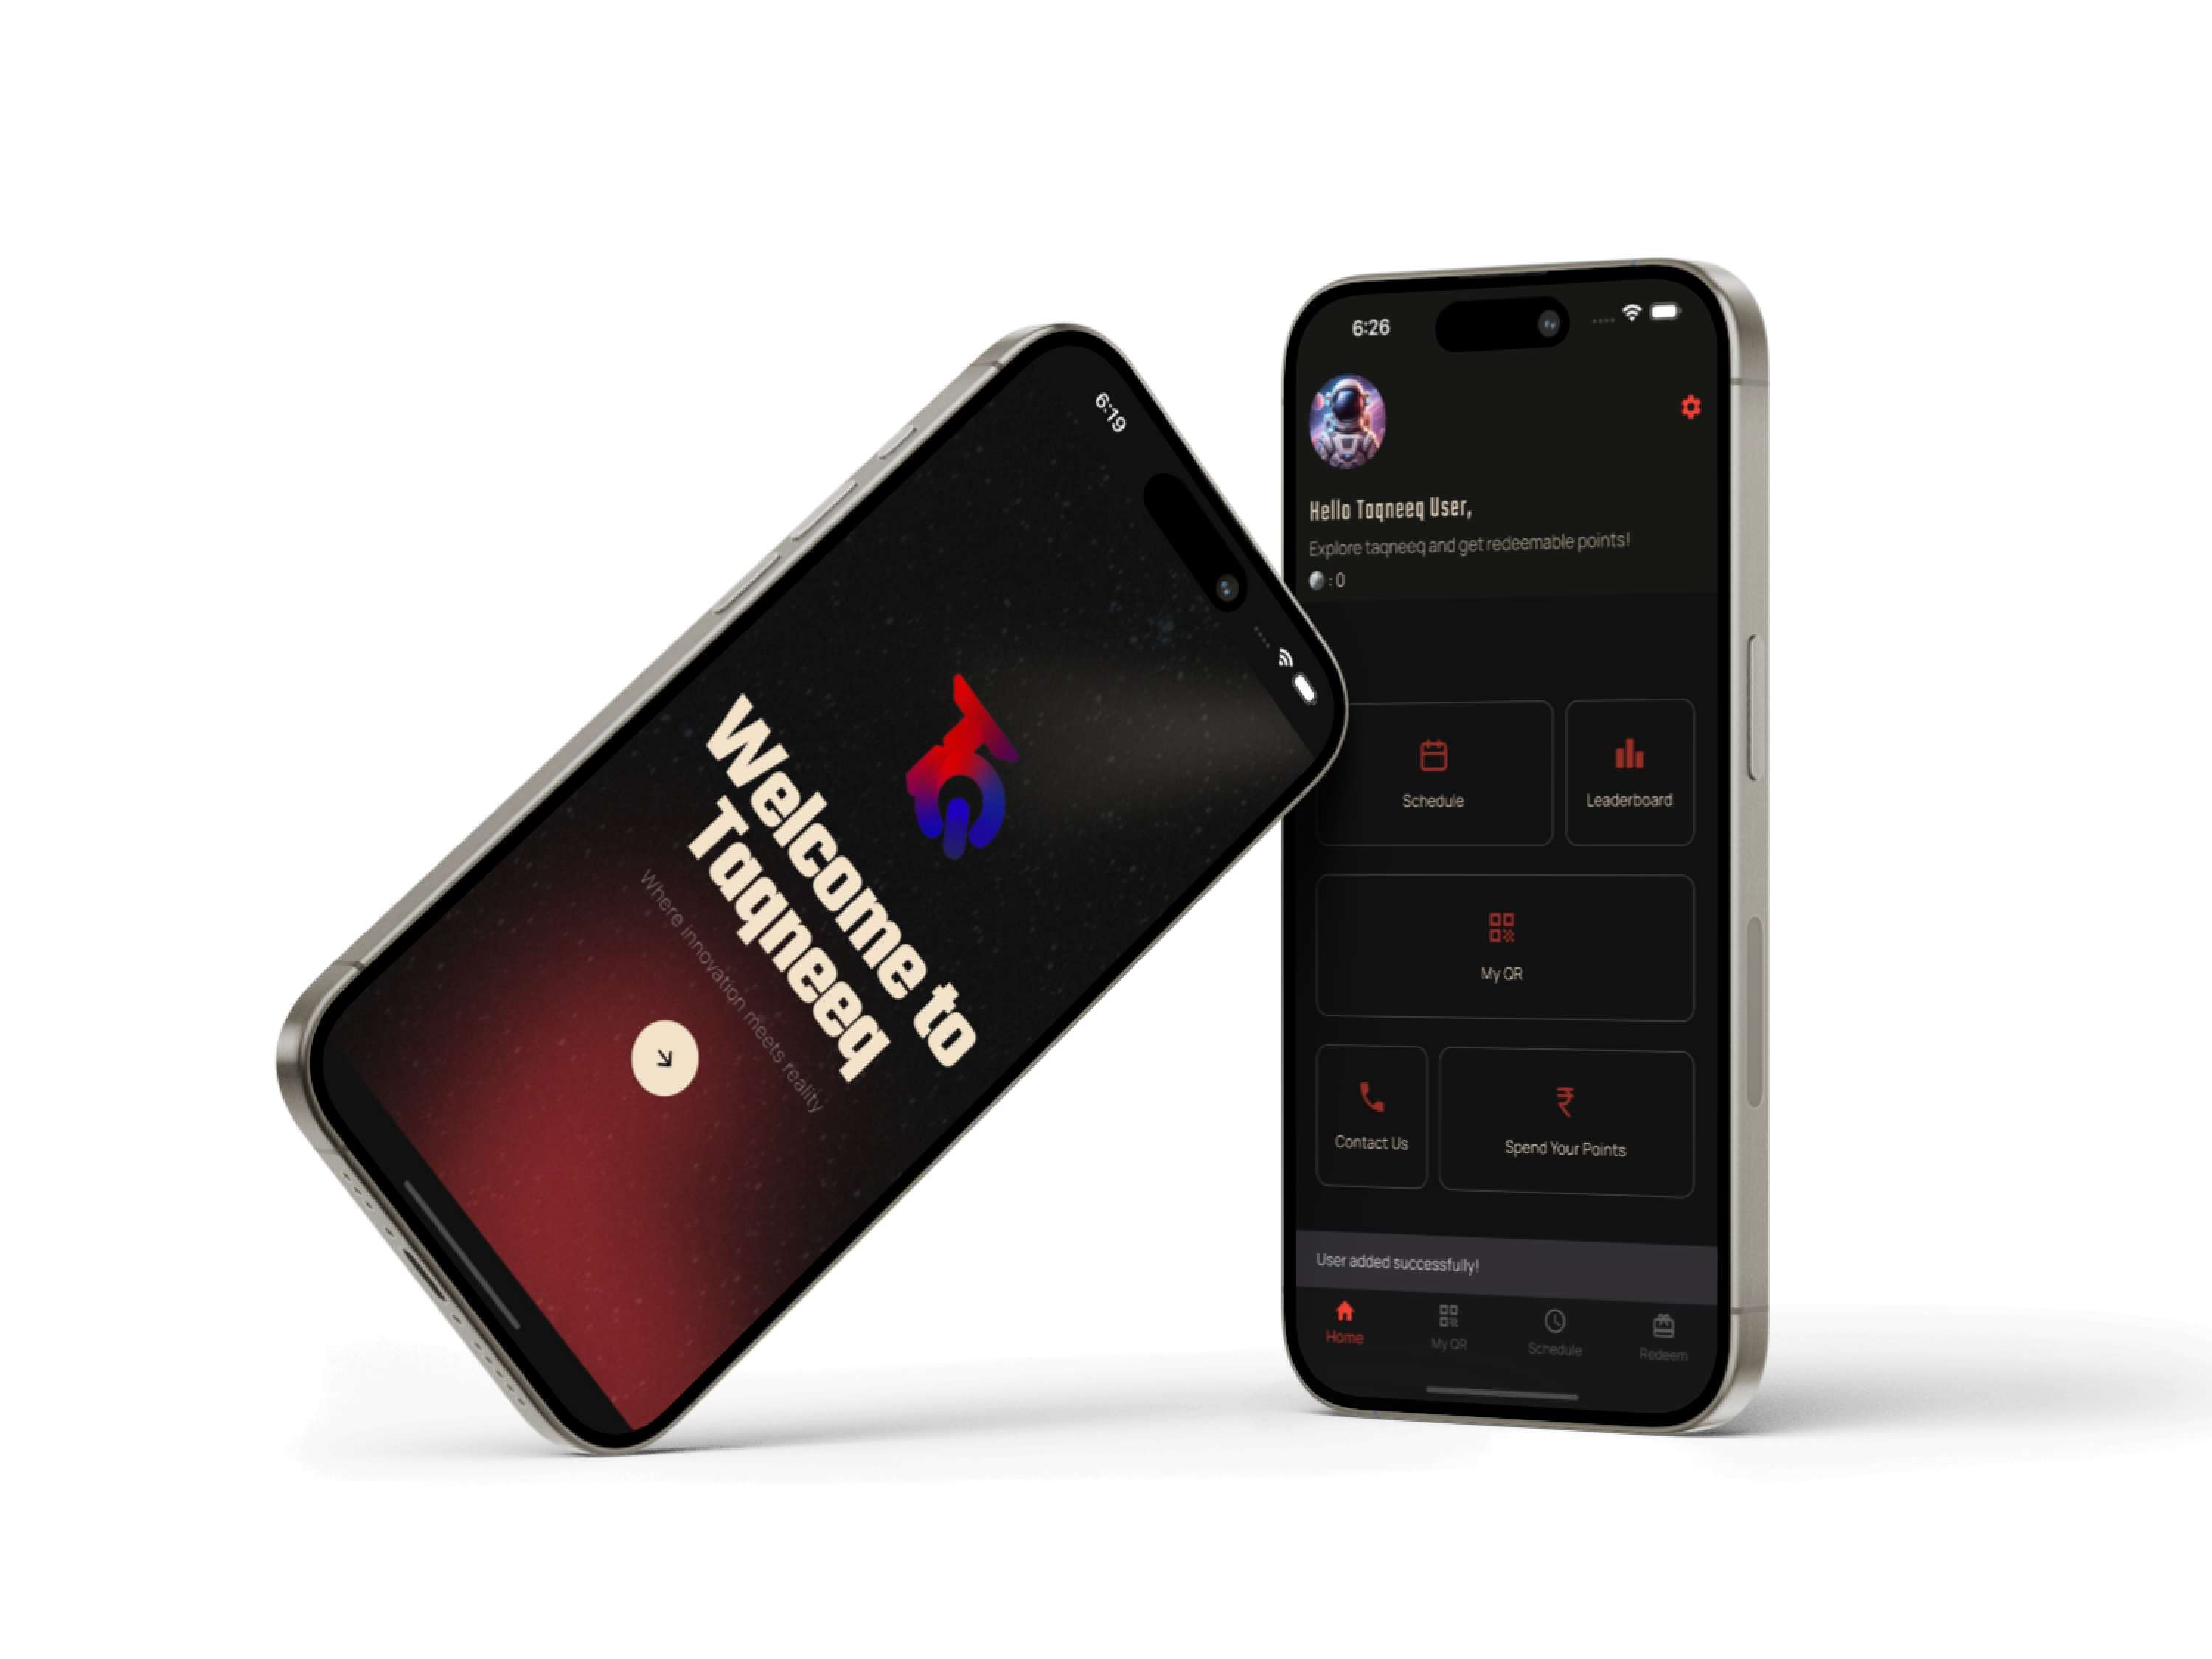 6:19
Welcome to
Taqneeq
Where innovation meets reality
6:26
Hello Taqneeq User,
Explore taqneeq and get redeemable points!
: 0
Schedule
Leaderboard
My QR
Contact Us
₹
Spend Your Points
User added successfully!
Home
My QR
Schedule
Redeem